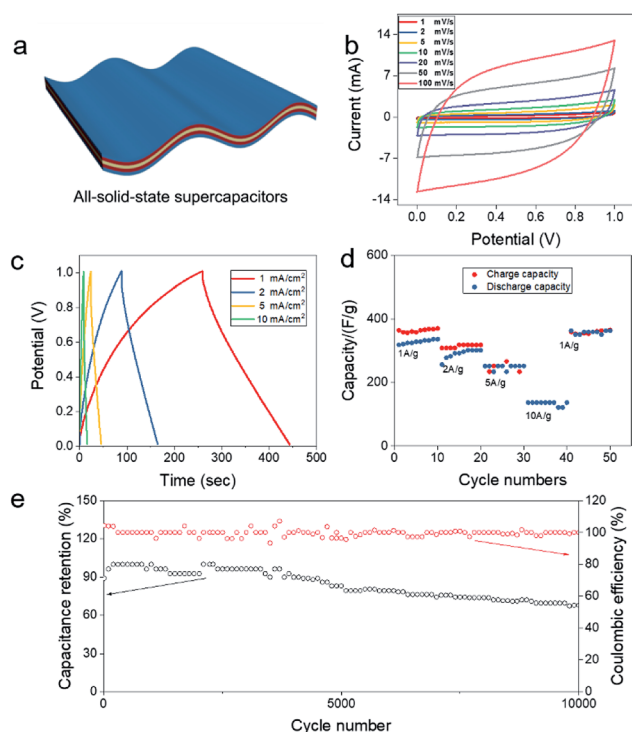 a
All-solid-state supercapacitors
b
Current (mA)
14
7
0
-7
-14
1 mV/s
2 mV/s
5 mV/s
10 mV/s
20 mV/s
50 mV/s
100 mV/s
0.0 0.2 0.4 0.6 0.8 1.0
Potential (V)
c
Potential (V)
1.0
0.8
0.6
0.4
0.2
0.0
1 mA/cm²
2 mA/cm²
5 mA/cm²
10 mA/cm²
0 100 200 300 400 500
Time (sec)
d
Capacity/(F/g)
600
400
200
0
Charge capacity
Discharge capacity
1A/g
2A/g
5A/g
10A/g
1A/g
0 10 20 30 40 50
Cycle numbers
e
Capacitance retention (%)
150
120
90
60
30
0
120
100
80
60
40
20
0
Coulombic efficiency (%)
0 5000 10000
Cycle number